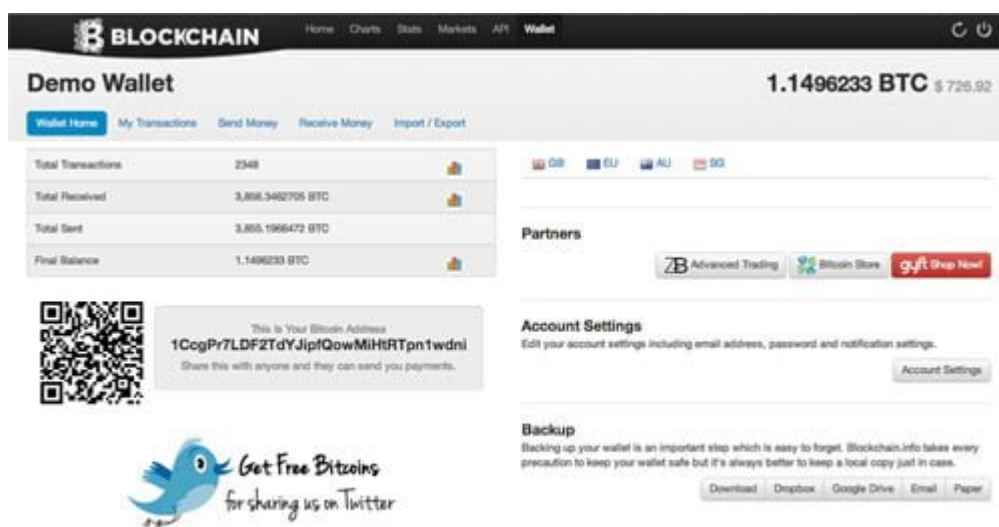 BLOCKCHAIN Home Charts Stats Markets API Wallet
Demo Wallet
1.1496233 BTC $ 726.92
Wallet Home My Transactions Send Money Receive Money Import / Export
Total Transactions 2348
Total Received BTC
Total Sent BTC
Final Balance 1.1496233 BTC
This Is Your Bitcoin Address
1CcgPr7LDF2TdYJipfQowMiHtRTpn1wdni
Share this with anyone and they can send you payments.
Get Free Bitcoins
for sharing us on Twitter
GB EU AU SG
Partners
ZB Advanced Trading Bitcoin Store gyft Shop Now!
Account Settings
Edit your account settings including email address, password and notification settings.
Account Settings
Backup
Backing up your wallet is an important step which is easy to forget. Blockchain.info takes every
precaution to keep your wallet safe but it's always better to keep a local copy just in case.
Download Dropbox Google Drive Email Paper